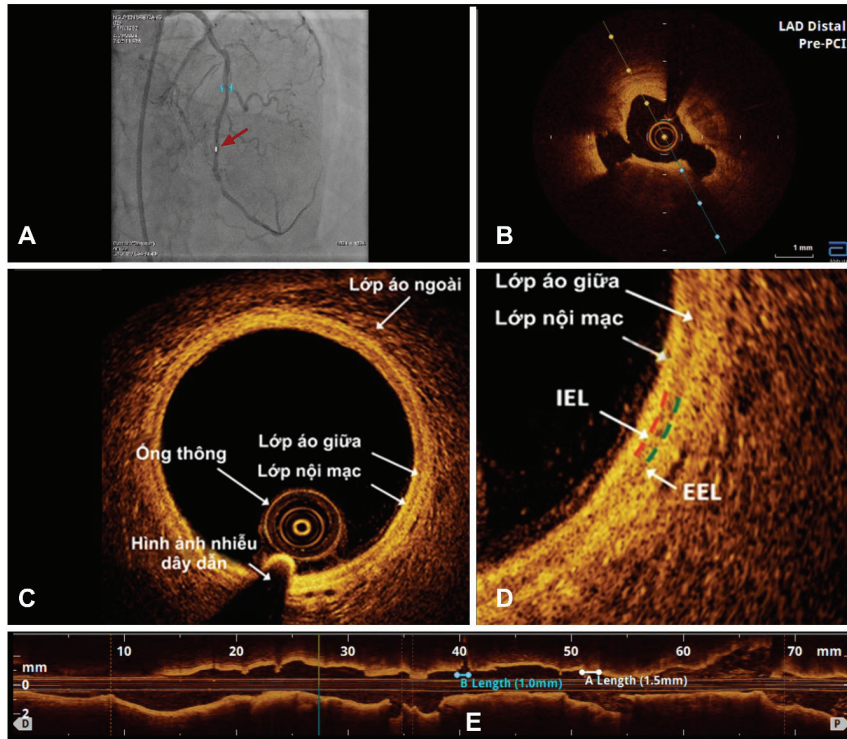 A
LAD Distal
Pre-PCI
1 mm
B
Lớp áo ngoài
Lớp áo giữa
Lớp nội mạc
Ống thông
Hình ảnh nhiễu
dây dẫn
C
Lớp áo giữa
Lớp nội mạc
IEL
EEL
D
10 20 30 40 50 60 70 mm
mm
0
2
B Length (1.0mm)
A Length (1.5mm)
D
E
P